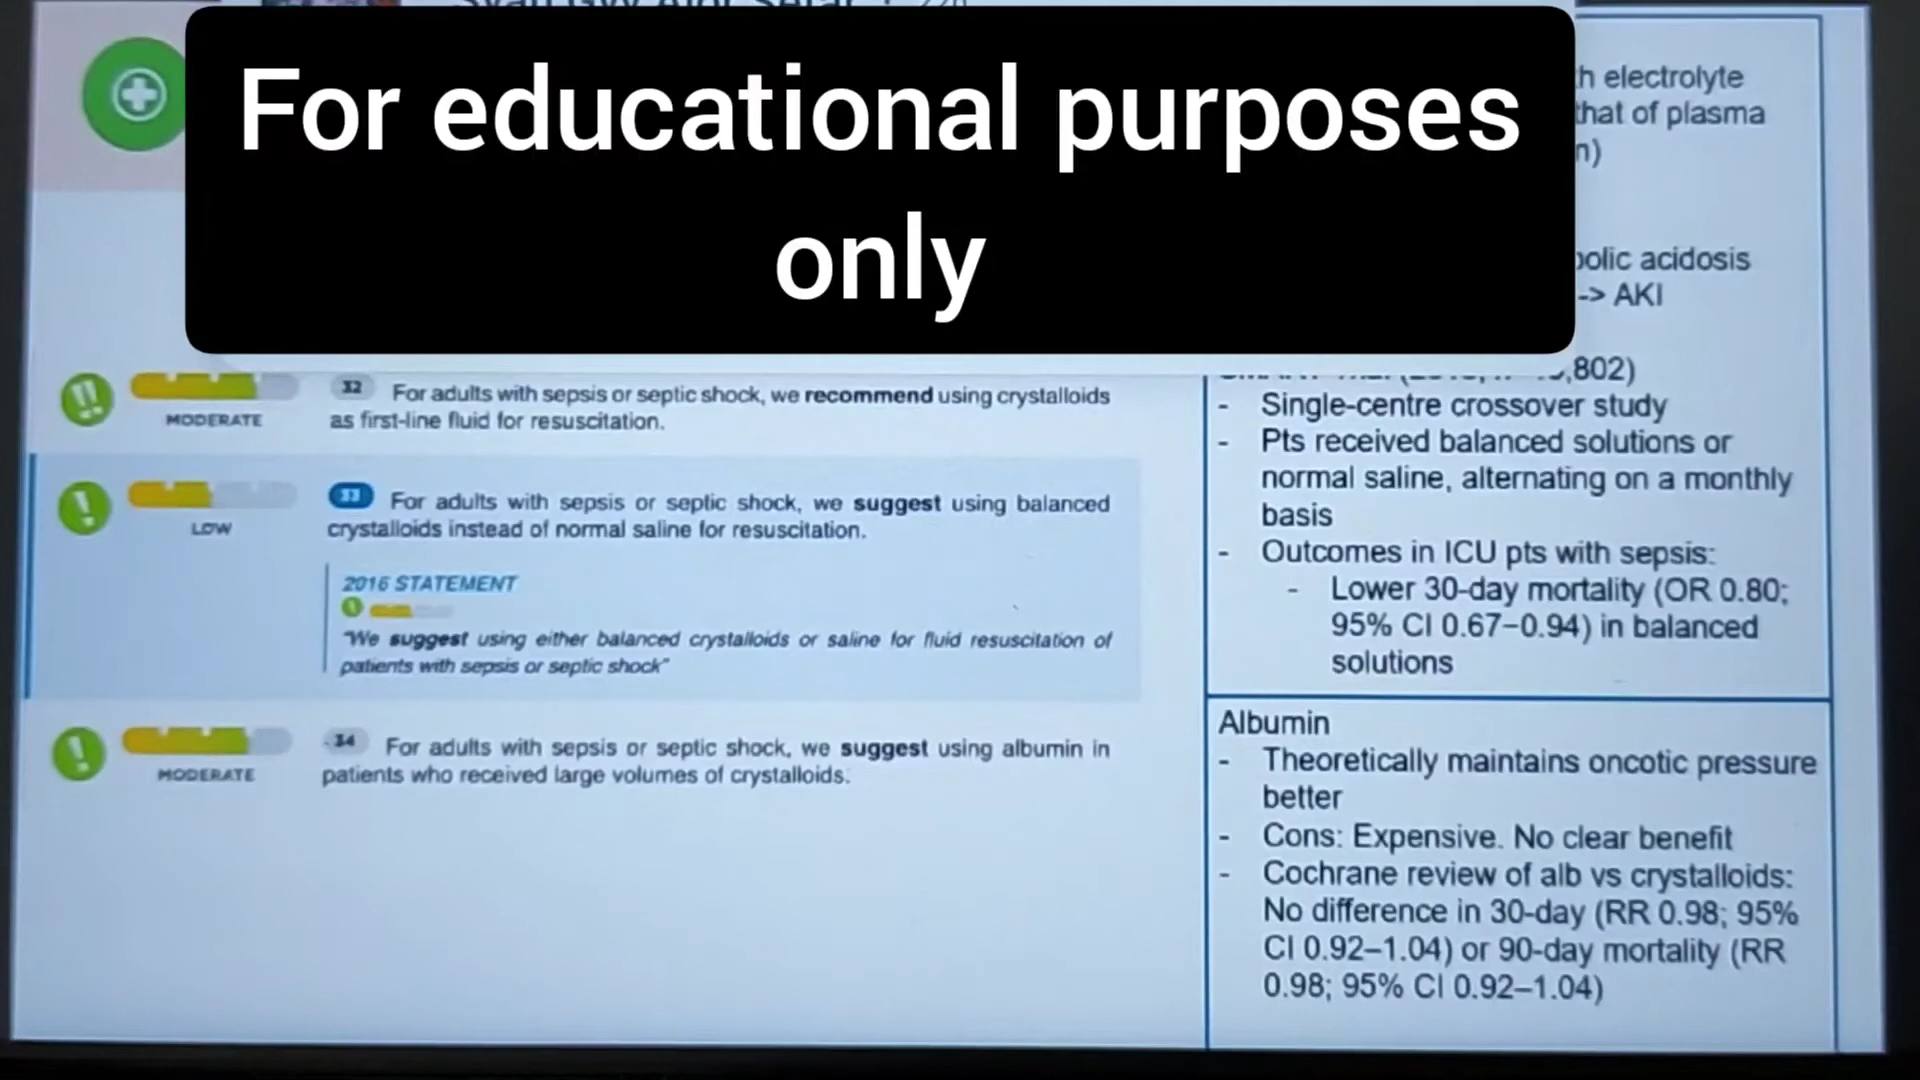 For educational purposes
only
h electrolyte
that of plasma
n)
olic acidosis
-> AKI
,802)
MODERATE
32 For adults with sepsis or septic shock, we recommend using crystalloids
as first-line fluid for resuscitation.
LOW
33 For adults with sepsis or septic shock, we suggest using balanced
crystalloids instead of normal saline for resuscitation.
2016 STATEMENT
"We suggest using either balanced crystalloids or saline for fluid resuscitation of
patients with sepsis or septic shock"
MODERATE
34 For adults with sepsis or septic shock, we suggest using albumin in
patients who received large volumes of crystalloids.
- Single-centre crossover study
- Pts received balanced solutions or
normal saline, alternating on a monthly
basis
- Outcomes in ICU pts with sepsis:
- Lower 30-day mortality (OR 0.80;
95% CI 0.67–0.94) in balanced
solutions
Albumin
- Theoretically maintains oncotic pressure
better
- Cons: Expensive. No clear benefit
- Cochrane review of alb vs crystalloids:
No difference in 30-day (RR 0.98; 95%
CI 0.92–1.04) or 90-day mortality (RR
0.98; 95% CI 0.92–1.04)